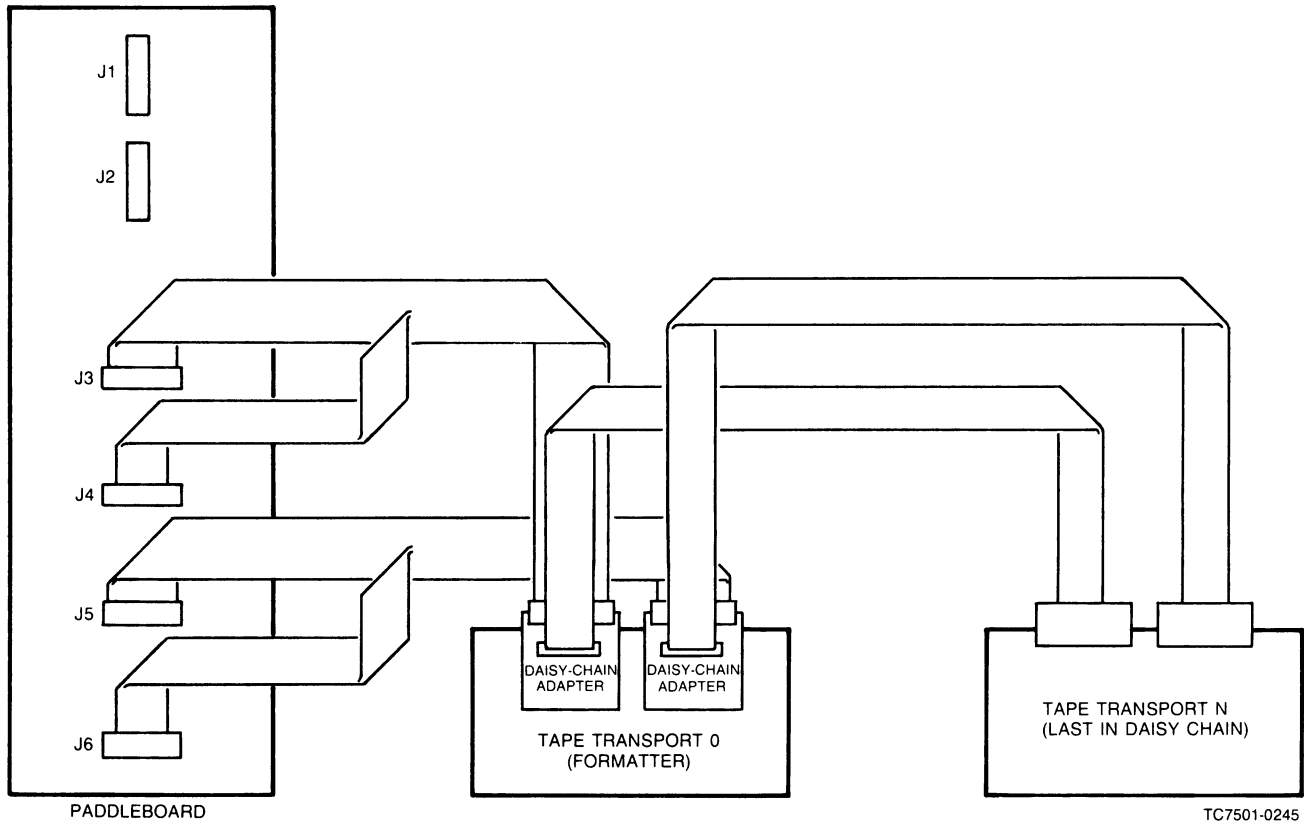 J1
J2
J3
J4
J5
J6
DAISY-CHAIN
ADAPTER
DAISY-CHAIN
ADAPTER
TAPE TRANSPORT 0
(FORMATTER)
TAPE TRANSPORT N
(LAST IN DAISY CHAIN)
PADDLEBOARD
TC7501-0245